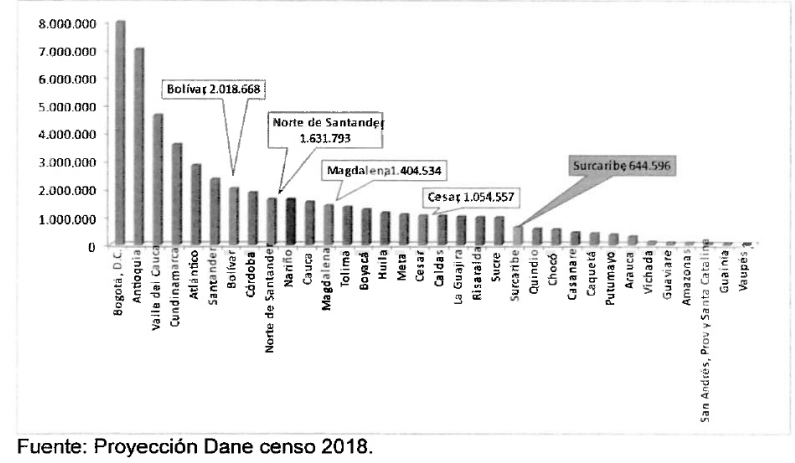 8.000.000
7.000.000
6.000.000
5.000.000
4.000.000
3.000.000
2.000.000
1.000.000
0
Bolívar, 2.018.668
Norte de Santander,
1.631.793
Magdalena, 1.404.534
Cesar, 1.054.557
Surcaribe, 644.596
Bogotá, D.C.
Antioquia
Valle del Cauca
Cundinamarca
Atlántico
Santander
Bolívar
Córdoba
Norte de Santander
Nariño
Cauca
Magdalena
Tolima
Boyacá
Huila
Meta
Cesar
Caldas
La Guajira
Risaralda
Sucre
Surcaribe
Quindio
Chocó
Casanare
Caquetá
Putumayo
Arauca
Vichada
Guaviare
Amazonas
San Andrés, Prov y Santa Catalina
Guainía
Vaupés
Fuente: Proyección Dane censo 2018.